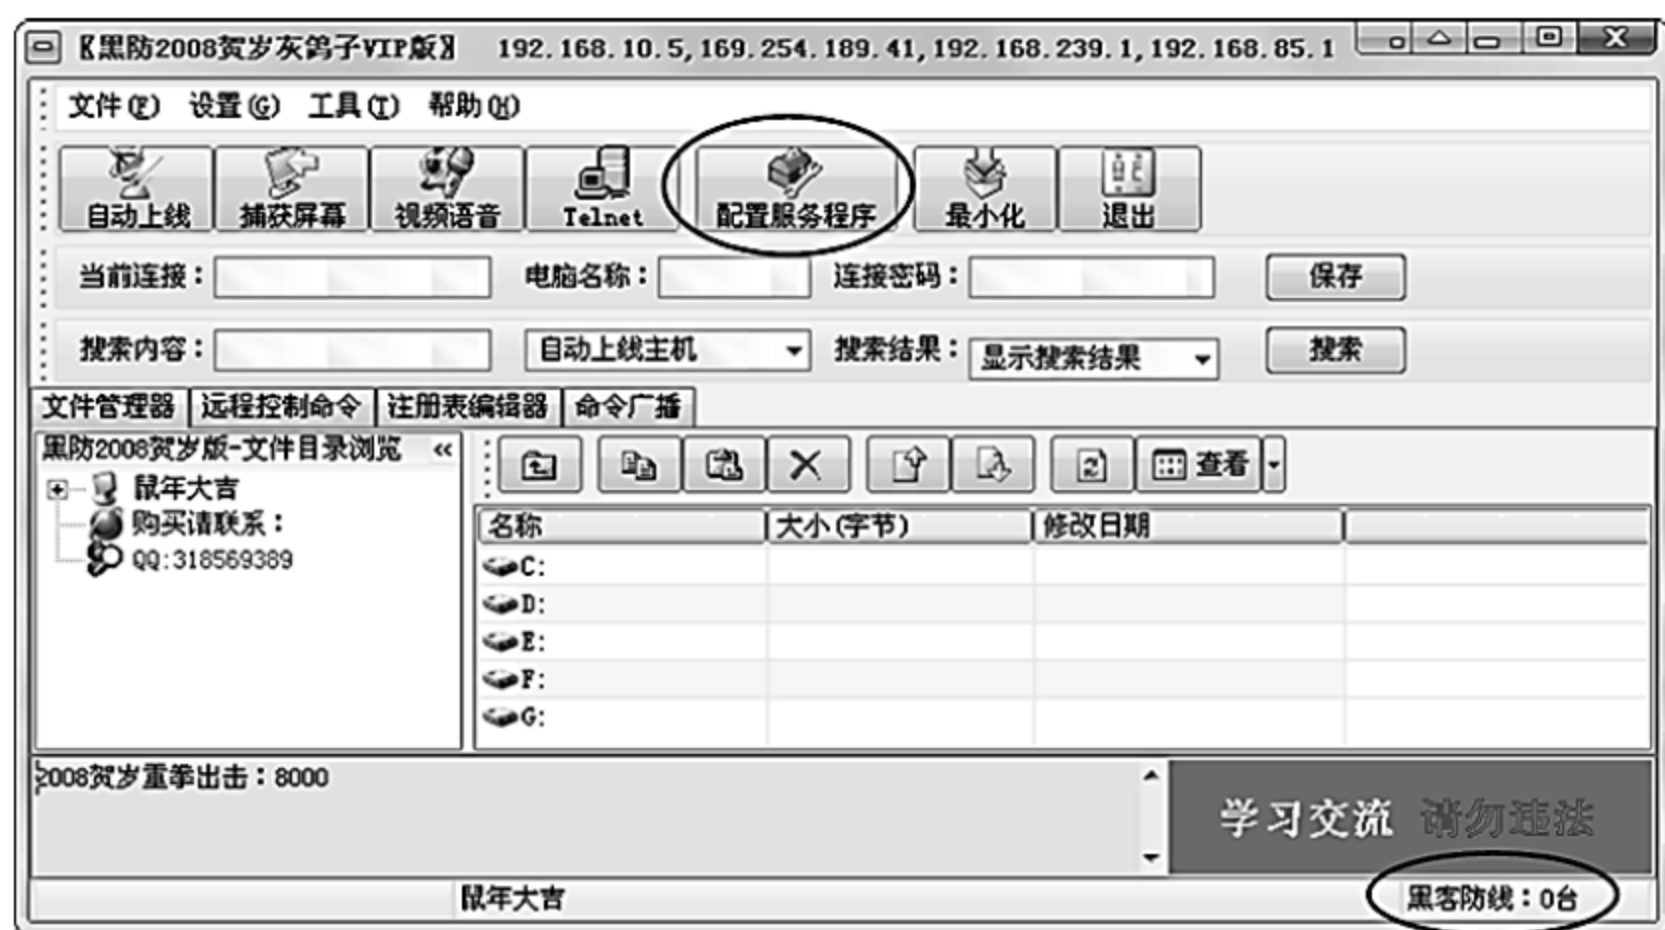 【黑防2008贺岁灰鸽子VIP版】 192.168.10.5,169.254.189.41,192.168.239.1,192.168.85.1
文件(F) 设置(G) 工具(T) 帮助(H)
自动上线 捕获屏幕 视频语音 Telnet 配置服务程序 最小化 退出
当前连接： 电脑名称： 连接密码： 保存
搜索内容： 自动上线主机 搜索结果： 显示搜索结果 搜索
文件管理器 远程控制命令 注册表编辑器 命令广播
黑防2008贺岁版-文件目录浏览 «
查看
鼠年大吉
购买请联系：
QQ:318569389
名称 大小(字节) 修改日期
C:
D:
E:
F:
G:
2008贺岁重拳出击：8000
学习交流 请勿违法
鼠年大吉 黑客防线：0台